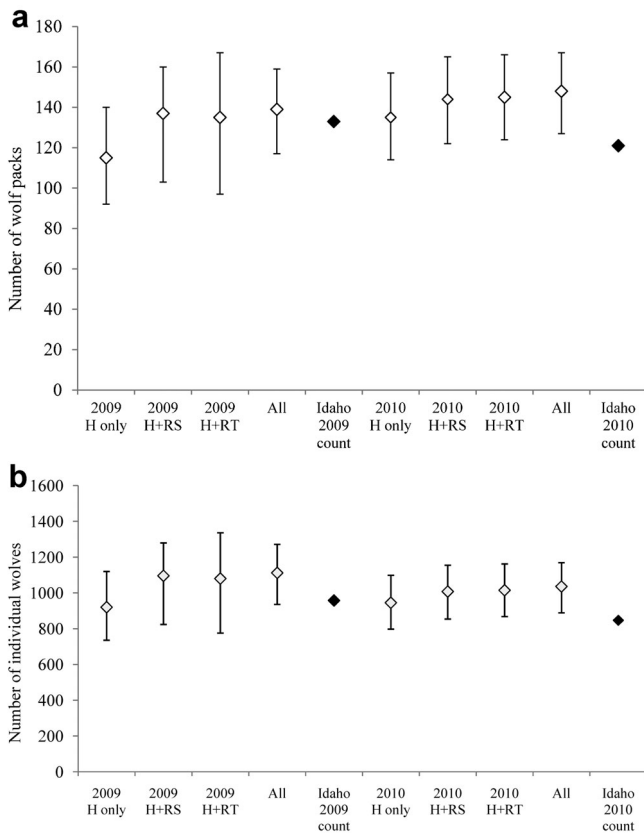 a
180
160
140
120
100
80
60
40
20
0
Number of wolf packs
2009 2009 2009 All Idaho 2010 2010 2010 All Idaho
H only H+RS H+RT 2009 H only H+RS H+RT 2010
count count
b
1600
1400
1200
1000
800
600
400
200
0
Number of individual wolves
2009 2009 2009 All Idaho 2010 2010 2010 All Idaho
H only H+RS H+RT 2009 H only H+RS H+RT 2010
count count